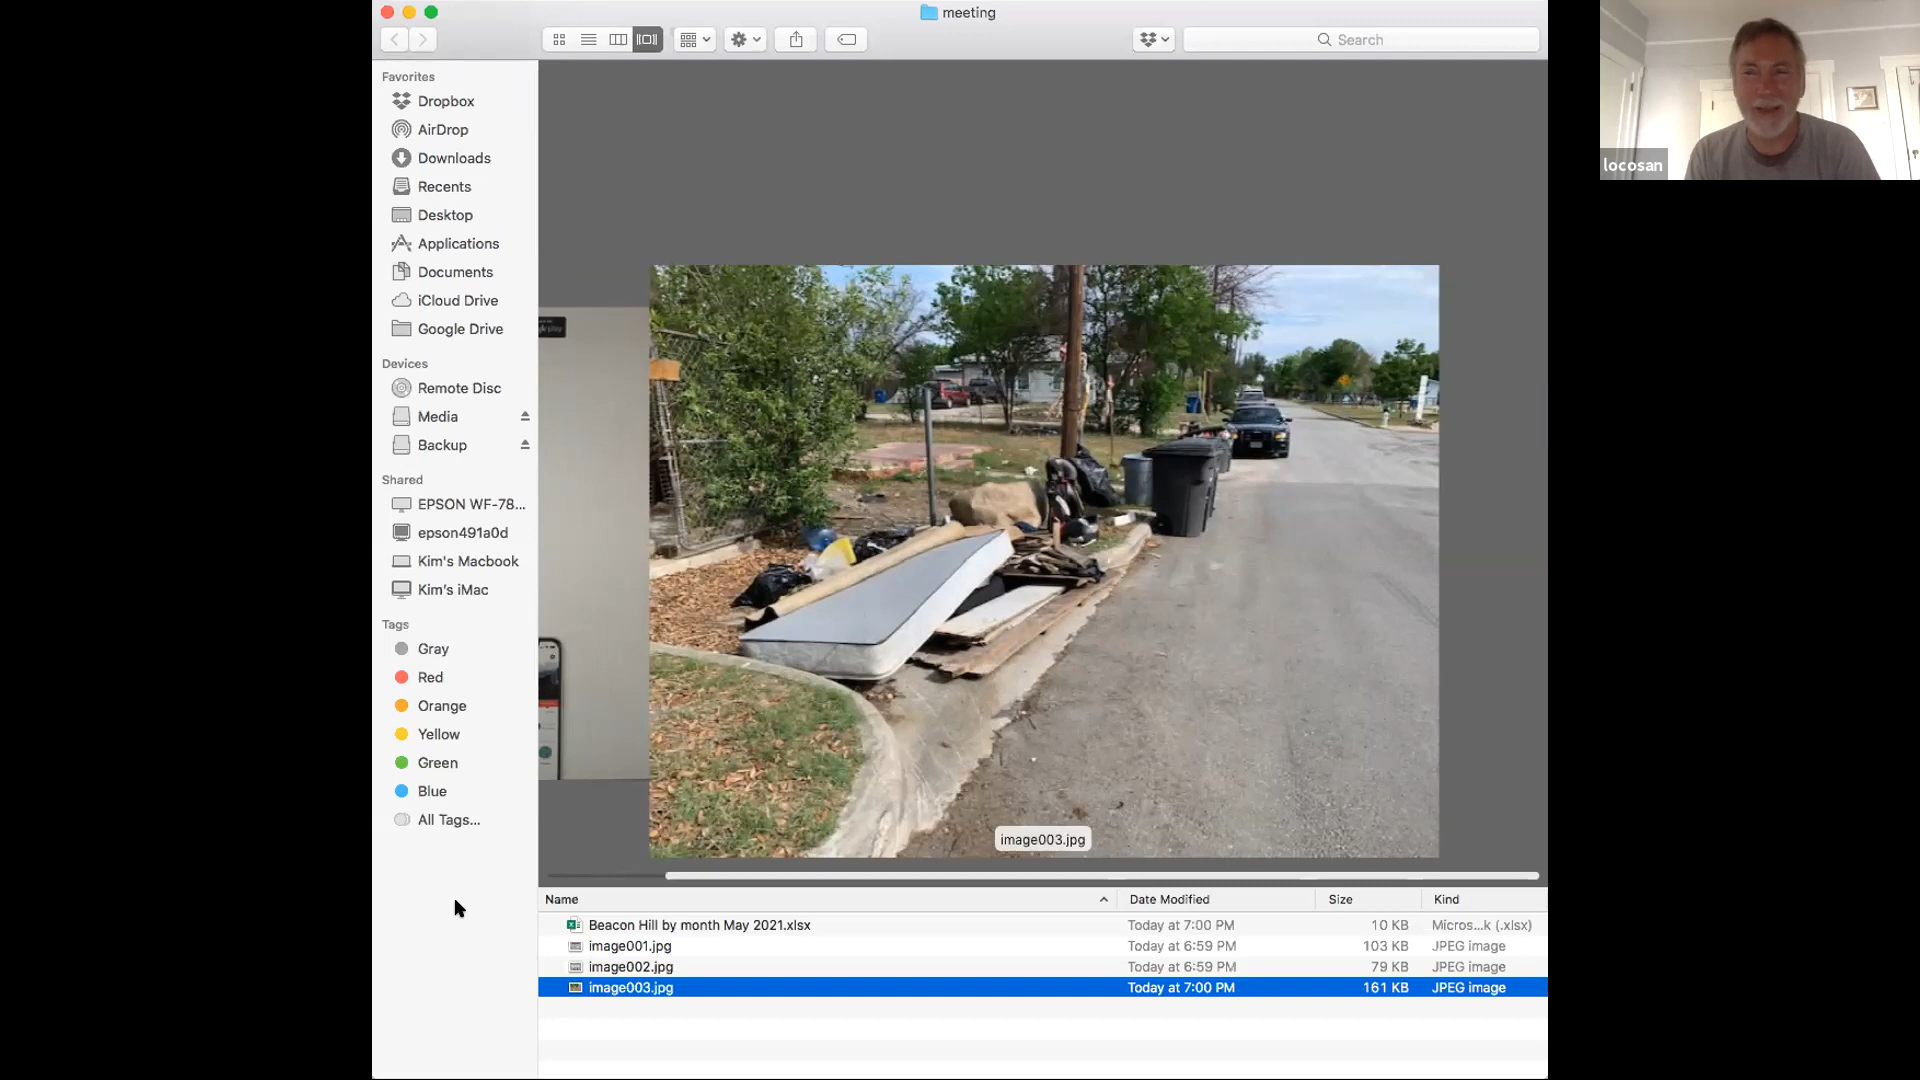 meeting
Search
locosan
Favorites
Dropbox
AirDrop
Downloads
Recents
Desktop
Applications
Documents
iCloud Drive
Google Drive
Devices
Remote Disc
Media
Backup
Shared
EPSON WF-78...
epson491a0d
Kim's Macbook
Kim's iMac
Tags
Gray
Red
Orange
Yellow
Green
Blue
All Tags...
image003.jpg
Name Date Modified Size Kind
Beacon Hill by month May 2021.xlsx Today at 7:00 PM 10 KB Micros...k (.xlsx)
image001.jpg Today at 6:59 PM 103 KB JPEG image
image002.jpg Today at 6:59 PM 79 KB JPEG image
image003.jpg Today at 7:00 PM 161 KB JPEG image